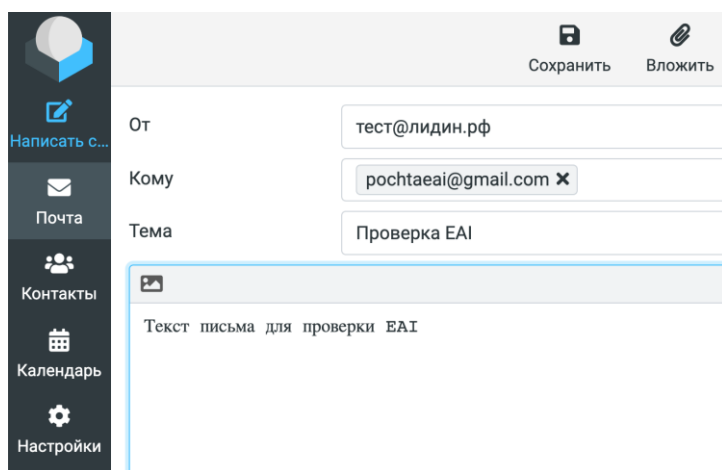 Сохранить
Вложить
Написать с...
Почта
Контакты
Календарь
Настройки
От
тест@лидин.рф
Кому
pochtaeai@gmail.com
Тема
Проверка EAI
Текст письма для проверки EAI